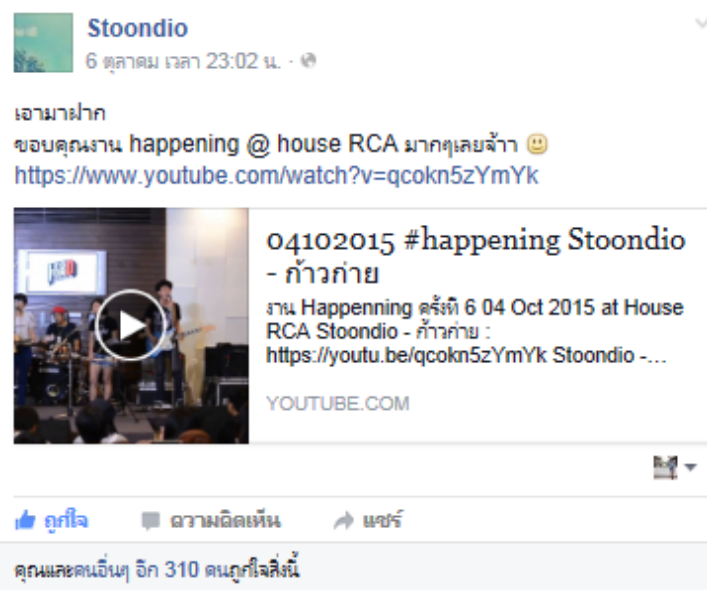 Stoondio
6 ตุลาคม เวลา 23:02 น. ·
เอามาฝาก
ขอบคุณงาน happening @ house RCA มากๆเลยจ้าา
https://www.youtube.com/watch?v=qcokn5zYmYk
04102015 #happening Stoondio
- ก้าวก่าย
งาน Happenning ครั้งที่ 6 04 Oct 2015 at House
RCA Stoondio - ก้าวก่าย :
https://youtu.be/qcokn5zYmYk Stoondio -...
YOUTUBE.COM
ถูกใจ ความคิดเห็น แชร์
คุณและคนอื่นๆ อีก 310 คนถูกใจสิ่งนี้